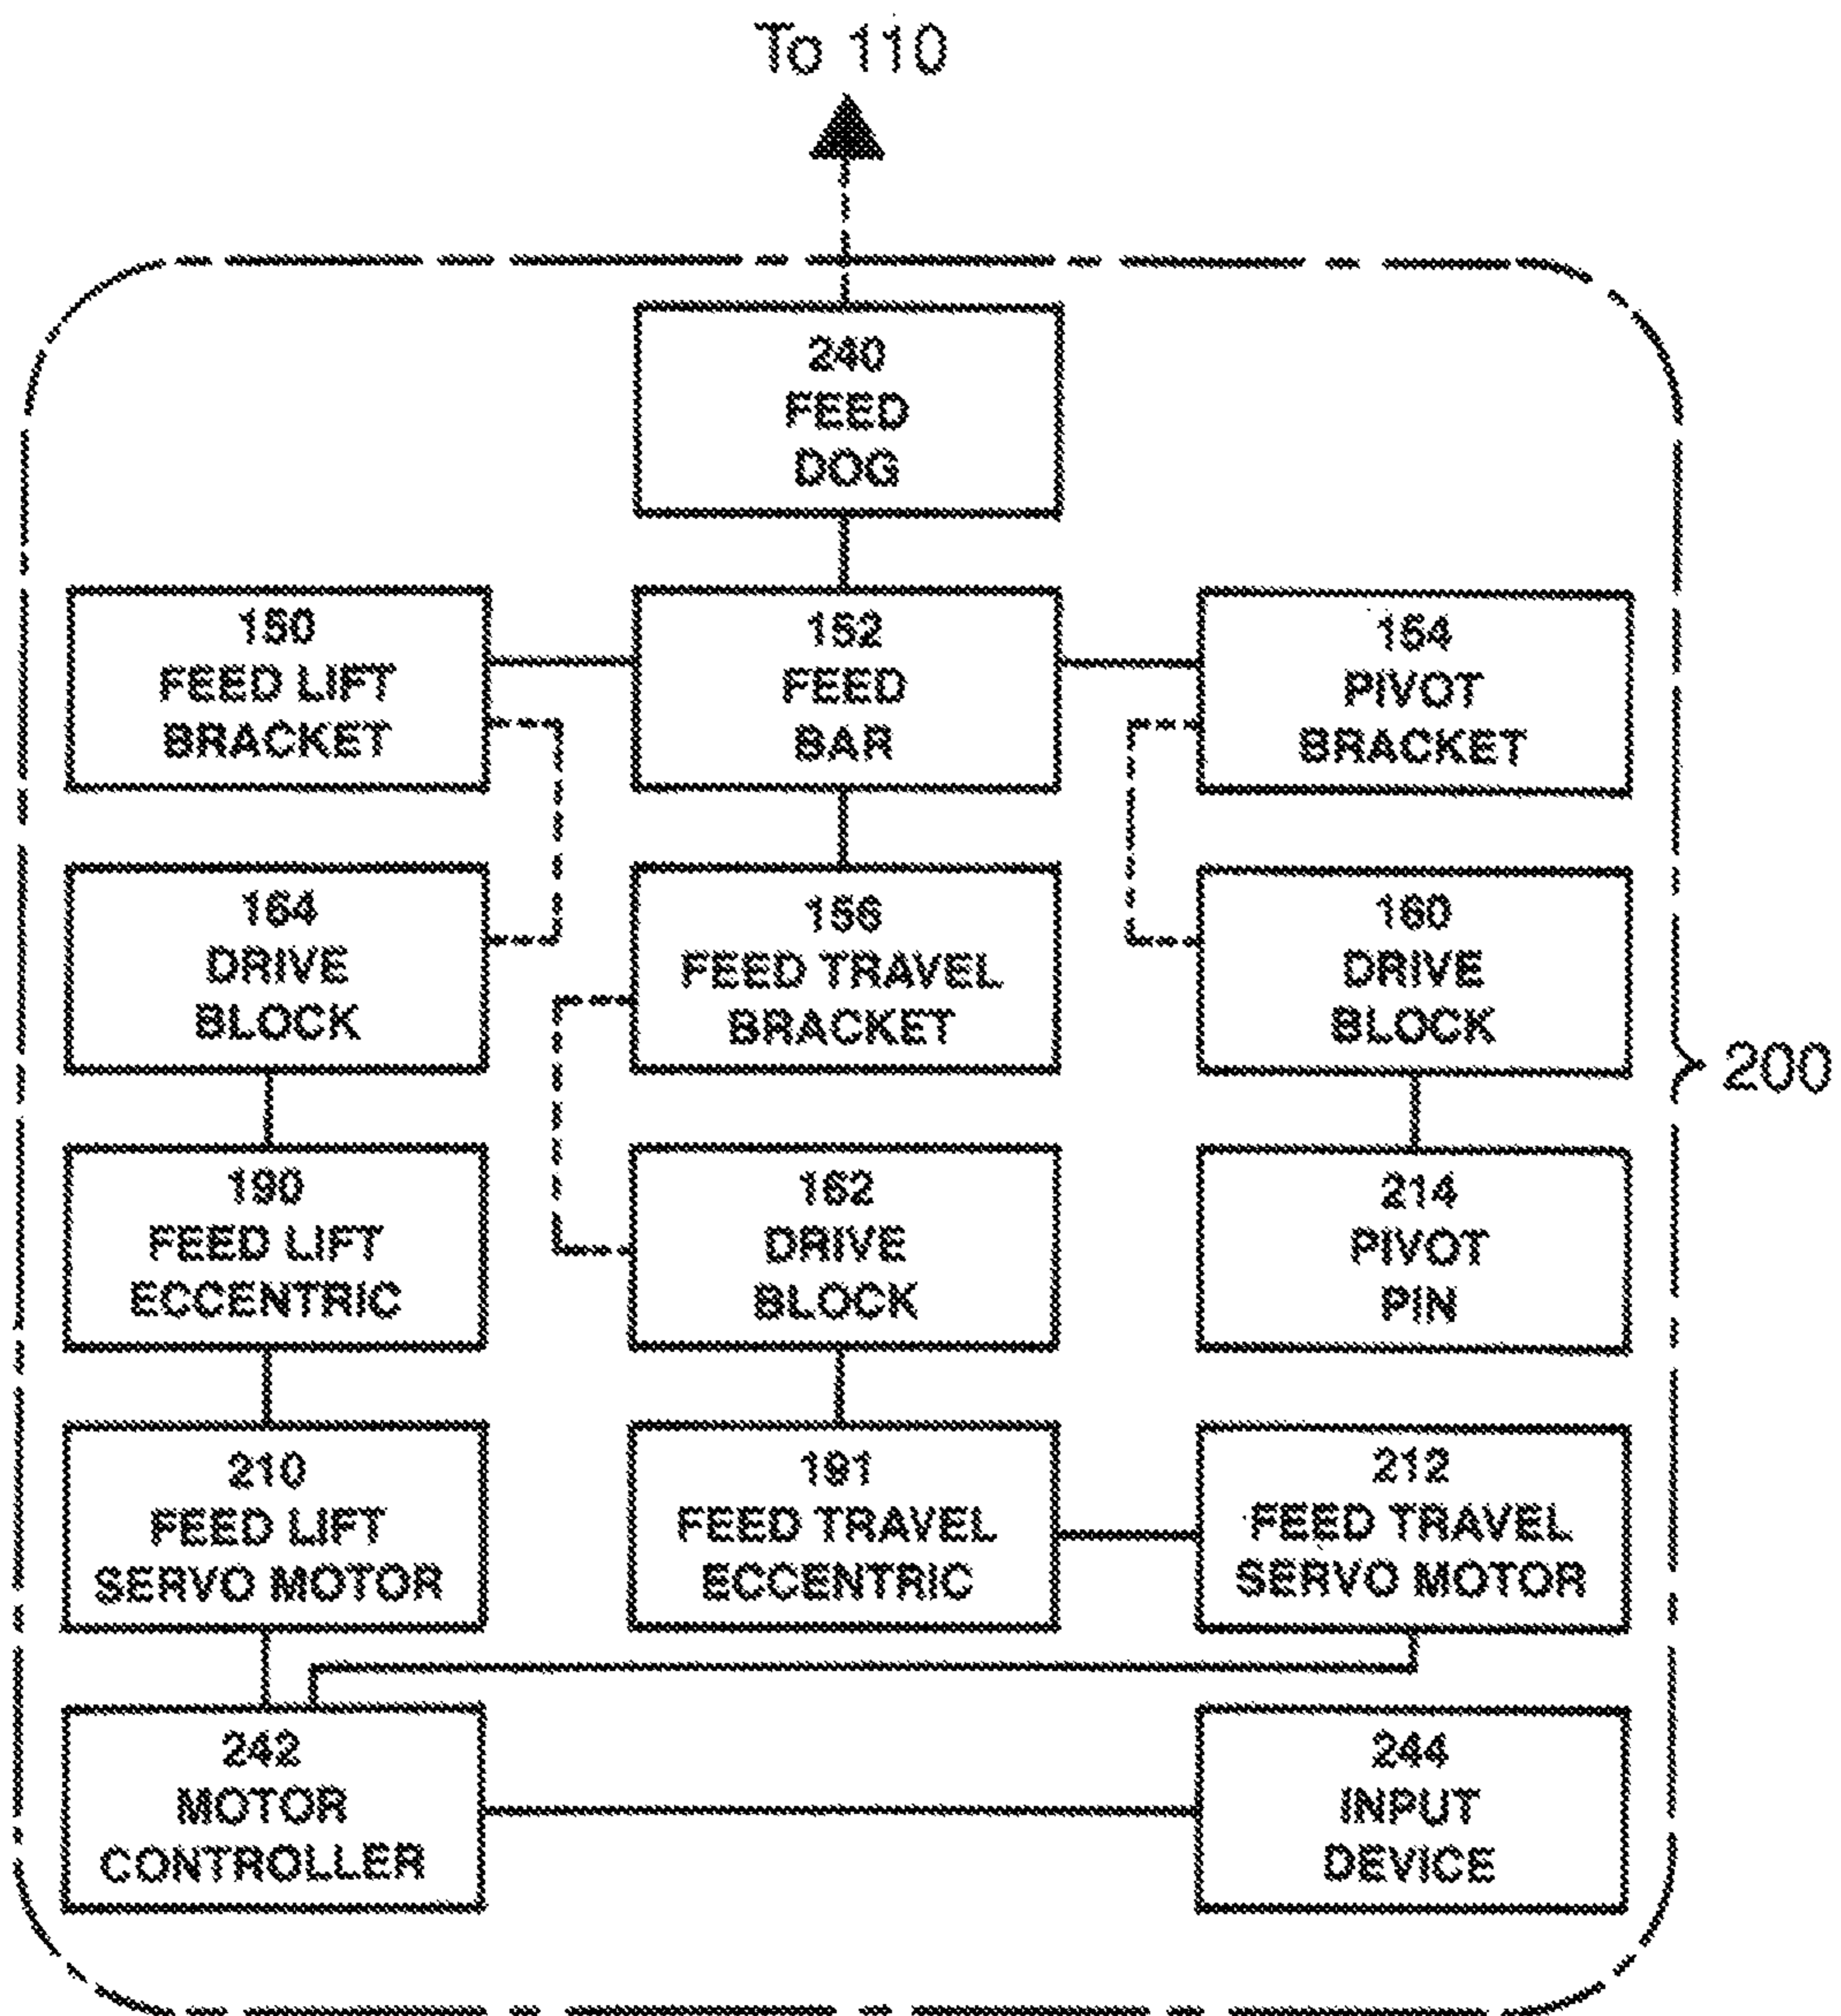 To 110
240
FEED
DOG
150
FEED LIFT
BRACKET
152
FEED
BAR
154
PIVOT
BRACKET
164
DRIVE
BLOCK
156
FEED TRAVEL
BRACKET
160
DRIVE
BLOCK
200
190
FEED LIFT
ECCENTRIC
162
DRIVE
BLOCK
214
PIVOT
PIN
210
FEED LIFT
SERVO MOTOR
191
FEED TRAVEL
ECCENTRIC
212
FEED TRAVEL
SERVO MOTOR
242
MOTOR
CONTROLLER
244
INPUT
DEVICE